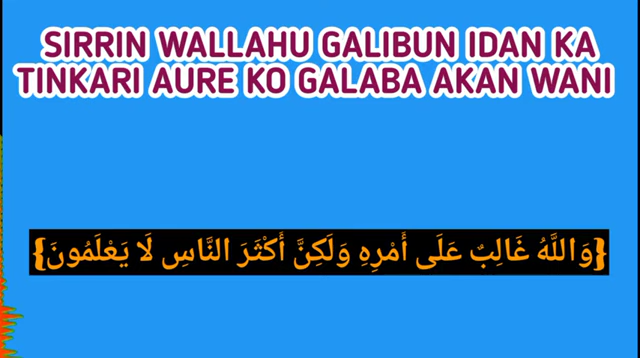 SIRRIN WALLAHU GALIBUN IDAN KA
TINKARI AURE KO GALABA AKAN WANI
{وَاللَّهُ غَالِبٌ عَلَى أَمْرِهِ وَلَكِنَّ أَكْثَرَ النَّاسِ لَا يَعْلَمُونَ}